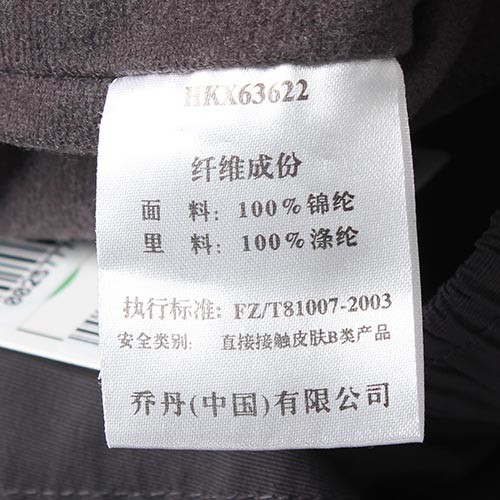 HKX63622
纤维成份
面 料: 100%锦纶
里 料: 100%涤纶
执行标准: FZ/T81007-2003
安全类别: 直接接触皮肤B类产品
乔丹(中国)有限公司